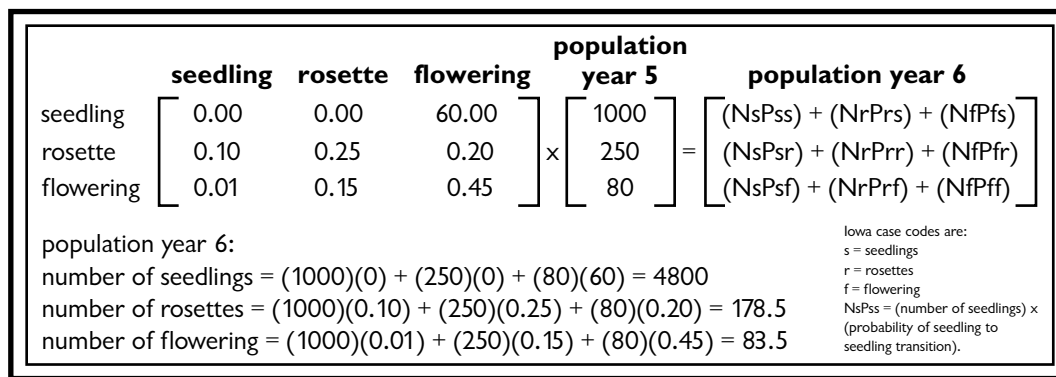 population
seedling rosette flowering year 5 population year 6
seedling 0.00 0.00 60.00 1000 (NsPss) + (NrPrs) + (NfPfs)
rosette 0.10 0.25 0.20 x 250 = (NsPsr) + (NrPrr) + (NfPfr)
flowering 0.01 0.15 0.45 80 (NsPsf) + (NrPrf) + (NfPff)
population year 6:
number of seedlings = (1000)(0) + (250)(0) + (80)(60) = 4800
number of rosettes = (1000)(0.10) + (250)(0.25) + (80)(0.20) = 178.5
number of flowering = (1000)(0.01) + (250)(0.15) + (80)(0.45) = 83.5
lowa case codes are:
s = seedlings
r = rosettes
f = flowering
NsPss = (number of seedlings) x
(probability of seedling to
seedling transition).